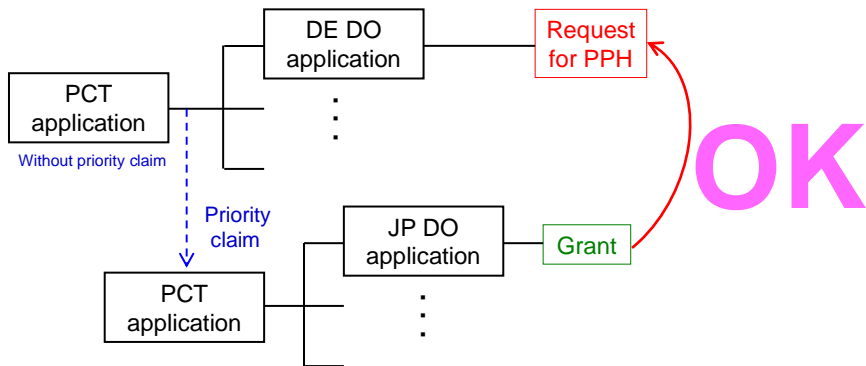 DE DO
application
Request
for PPH
PCT
application
Without priority claim
OK
Priority
claim
JP DO
application
Grant
PCT
application